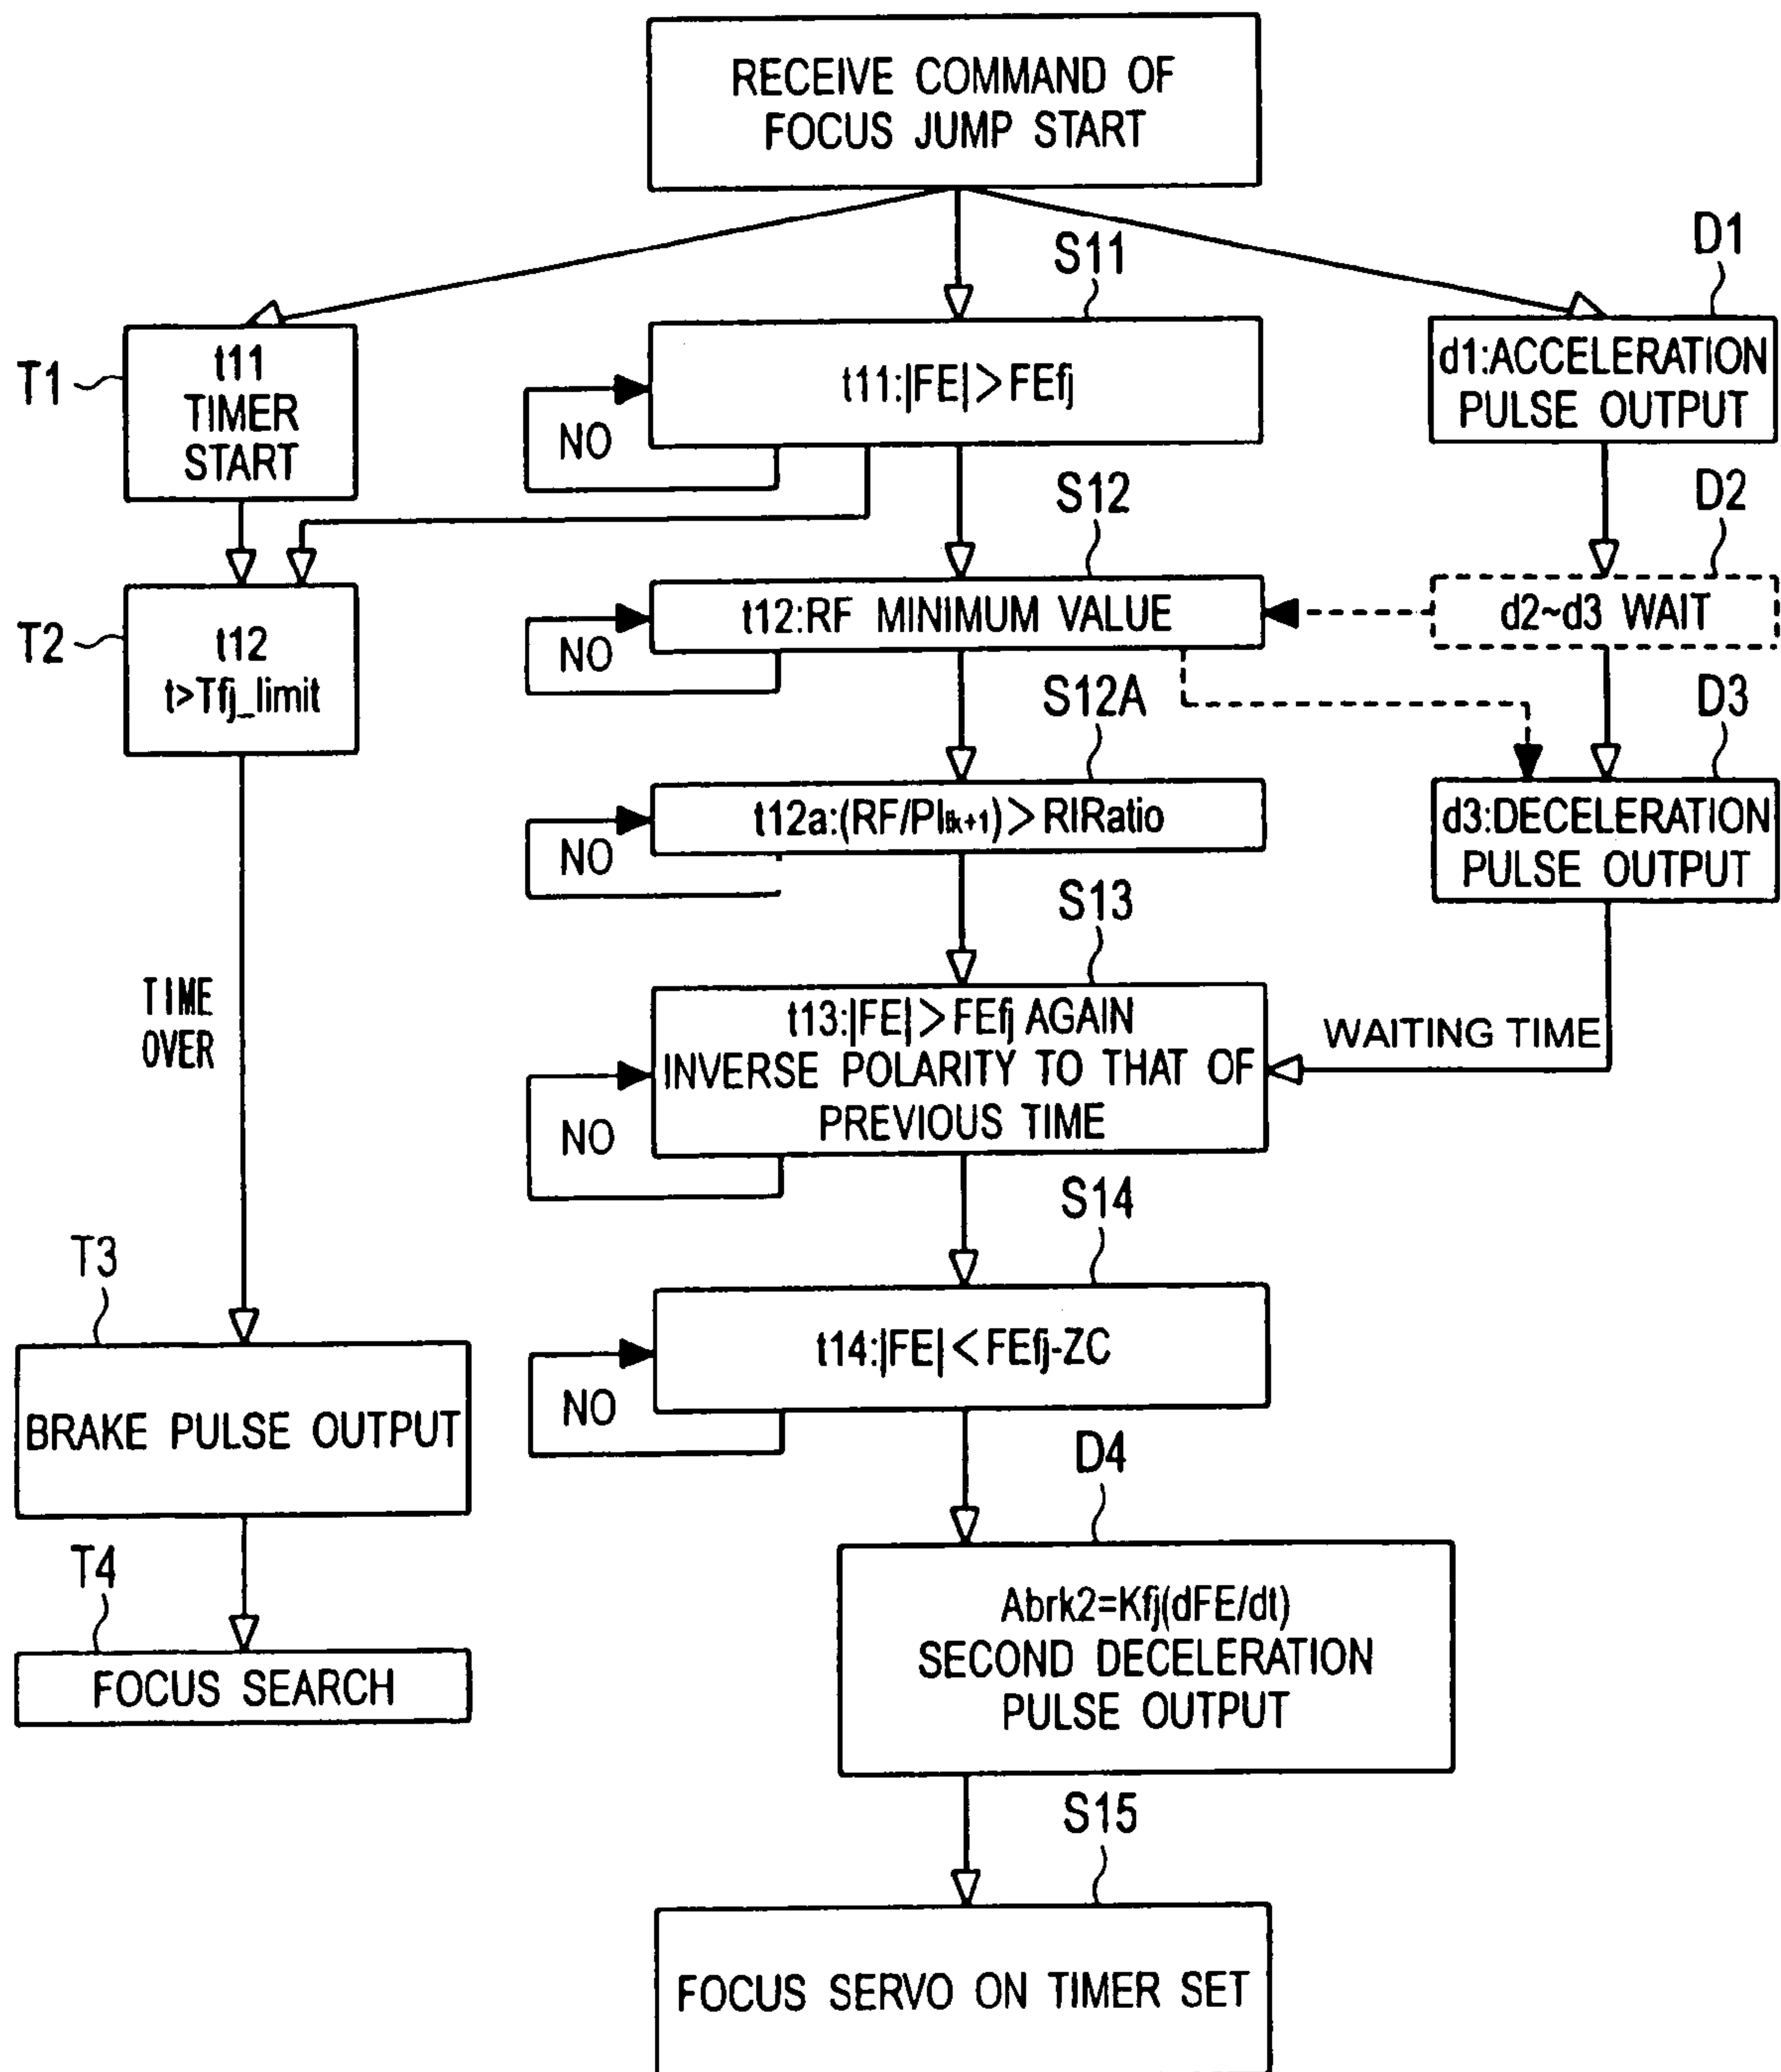 RECEIVE COMMAND OF
FOCUS JUMP START
S11
D1
T1
t11
TIMER
START
t11:|FE|>FEfj
NO
d1:ACCELERATION
PULSE OUTPUT
S12
D2
T2
t12
t>Tfj_limit
t12:RF MINIMUM VALUE
NO
d2~d3 WAIT
S12A
D3
t12a:(RF/PI(tk+1)>RIRatio
NO
d3:DECELERATION
PULSE OUTPUT
S13
TIME
OVER
t13:|FE|>FEfj AGAIN
INVERSE POLARITY TO THAT OF
PREVIOUS TIME
NO
WAITING TIME
S14
T3
t14:|FE|<FEfj-ZC
NO
BRAKE PULSE OUTPUT
D4
T4
FOCUS SEARCH
Abrk2=Kfj(dFE/dt)
SECOND DECELERATION
PULSE OUTPUT
S15
FOCUS SERVO ON TIMER SET